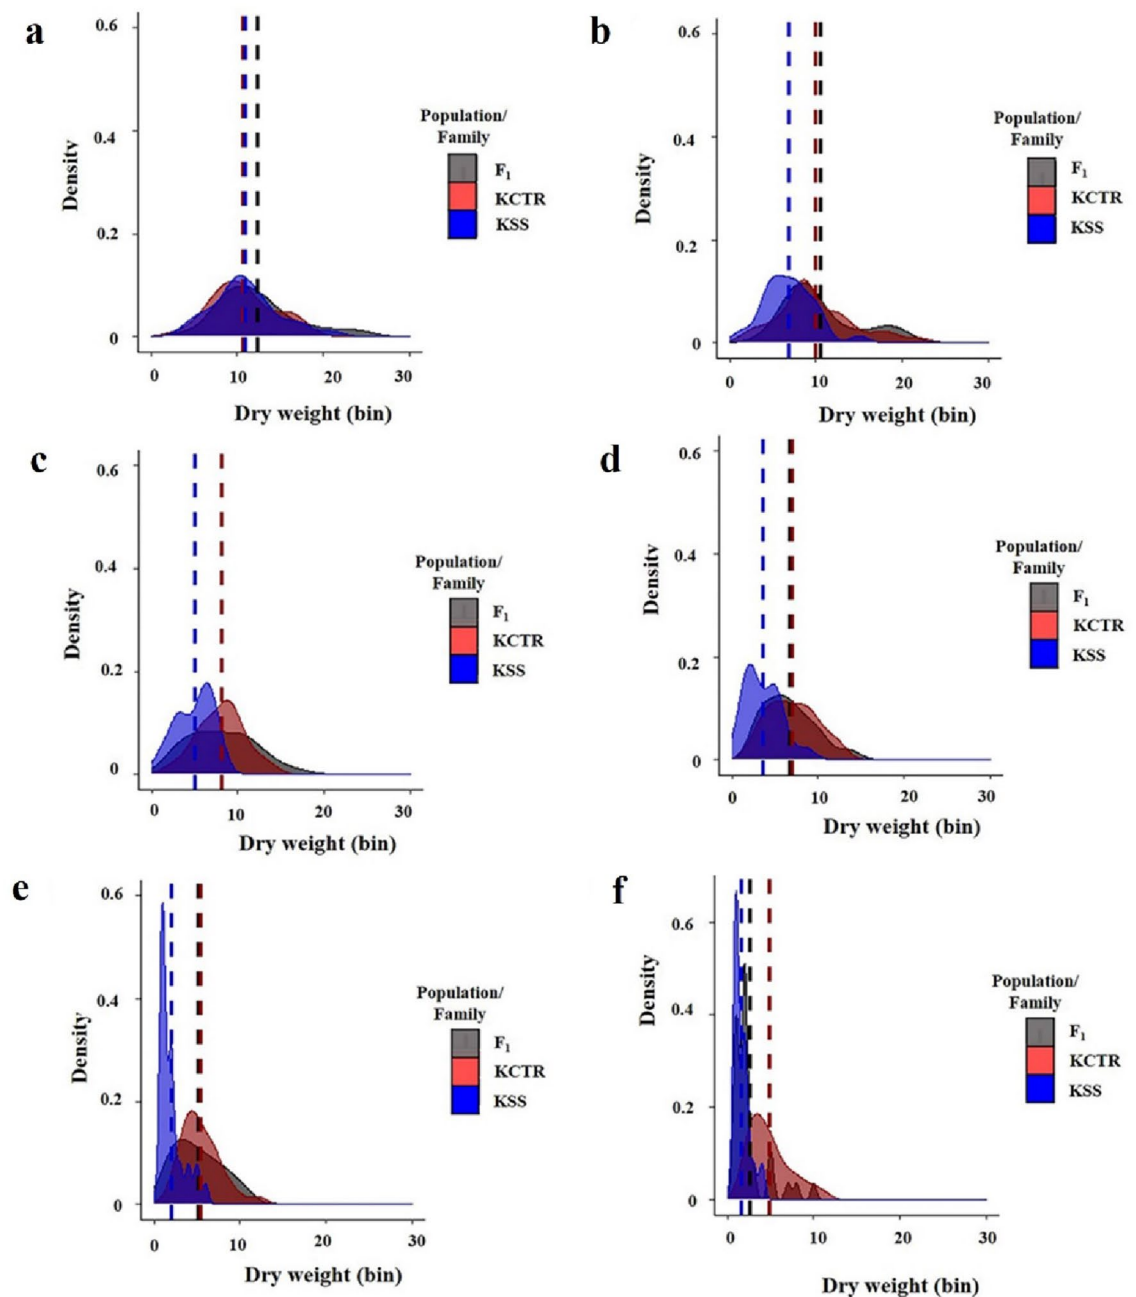 a
0.6
0.4
0.2
0
Density
0
10
20
30
Dry weight (bin)
Population/
Family
F₁
KCTR
KSS
b
0.6
0.4
0.2
0
Density
0
10
20
30
Dry weight (bin)
Population/
Family
F₁
KCTR
KSS
c
0.6
0.4
0.2
0
Density
0
10
20
30
Dry weight (bin)
Population/
Family
F₁
KCTR
KSS
d
0.6
0.4
0.2
0
Density
0
10
20
30
Dry weight (bin)
Population/
Family
F₁
KCTR
KSS
e
0.6
0.4
0.2
0
Density
0
10
20
30
Dry weight (bin)
Population/
Family
F₁
KCTR
KSS
f
0.6
0.4
0.2
0
Density
0
10
20
30
Dry weight (bin)
Population/
Family
F₁
KCTR
KSS